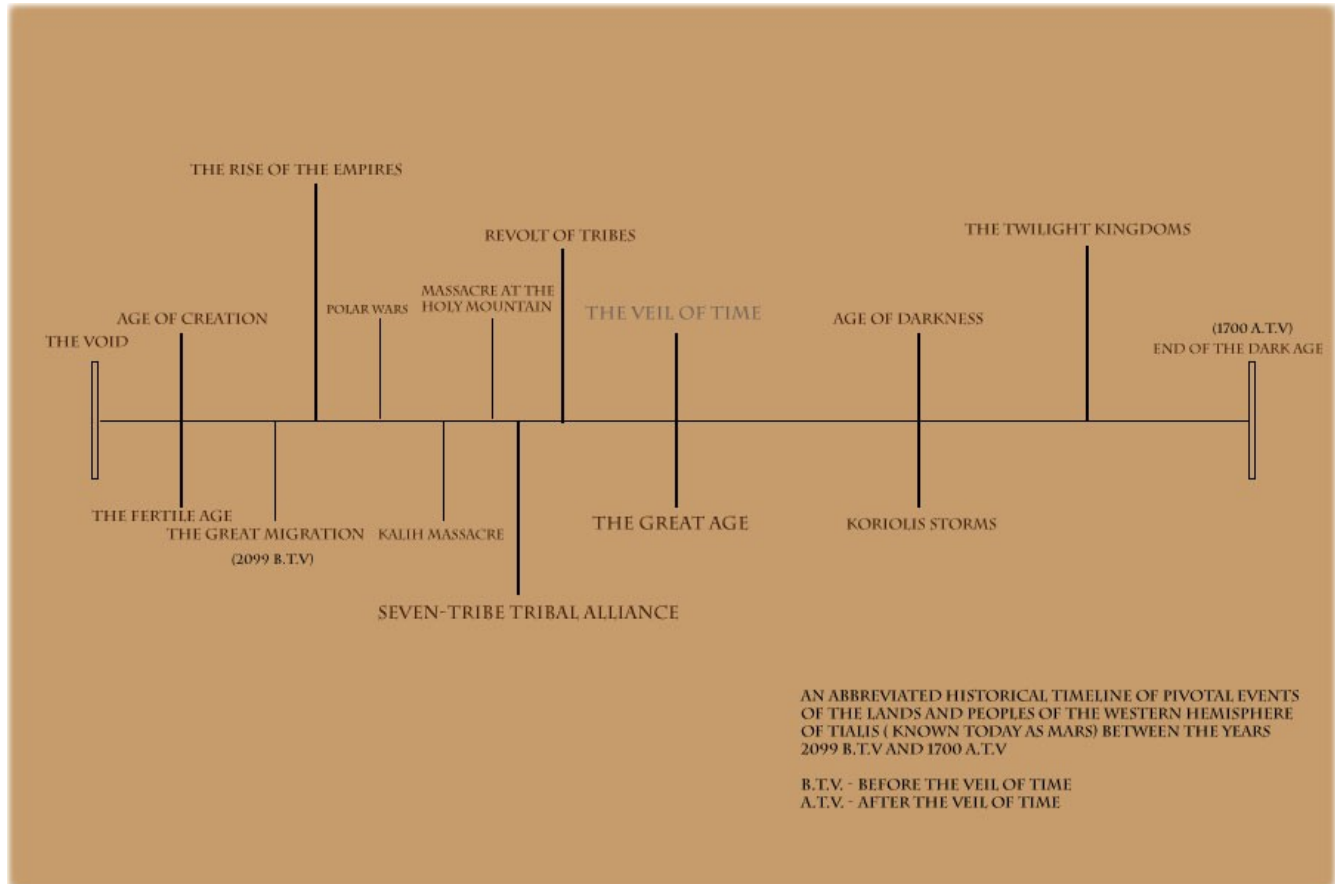 THE RISE OF THE EMPIRES
THE TWILIGHT KINGDOMS
REVOLT OF TRIBES
MASSACRE AT THE
HOLY MOUNTAIN
POLAR WARS
THE VEIL OF TIME
AGE OF CREATION
AGE OF DARKNESS
(1700 A.T.V)
THE VOID
END OF THE DARK AGE
THE FERTILE AGE
THE GREAT AGE
KORIOLIS STORMS
THE GREAT MIGRATION
KALIH MASSACRE
(2099 B.T.V)
SEVEN-TRIBE TRIBAL ALLIANCE
AN ABBREVIATED HISTORICAL TIMELINE OF PIVOTAL EVENTS
OF THE LANDS AND PEOPLES OF THE WESTERN HEMISPHERE
OF TIALIS ( KNOWN TODAY AS MARS) BETWEEN THE YEARS
2099 B.T.V AND 1700 A.T.V
B.T.V. - BEFORE THE VEIL OF TIME
A.T.V. - AFTER THE VEIL OF TIME